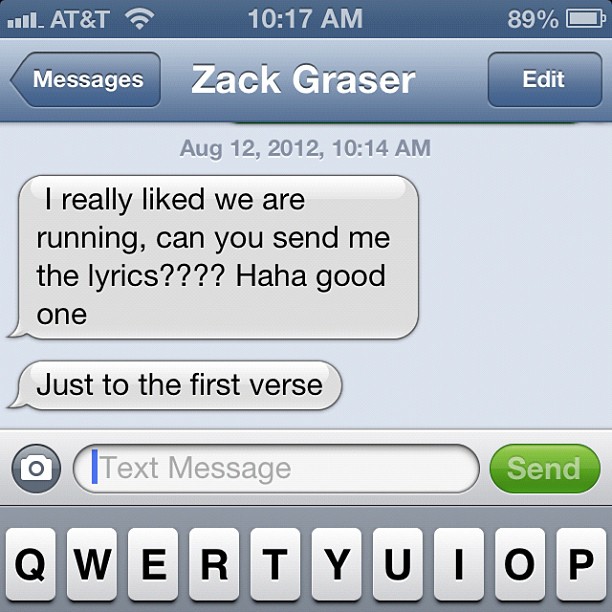 AT&T 10:17 AM 89%
Messages Zack Graser Edit
Aug 12, 2012, 10:14 AM
I really liked we are
running, can you send me
the lyrics???? Haha good
one
Just to the first verse
Text Message Send
Q W E R T Y U I O P